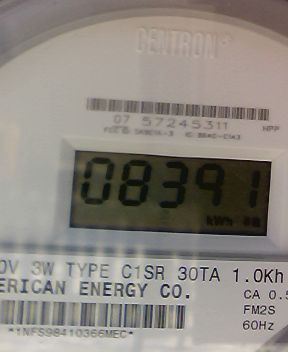 CENTRON
07 57245311 NPP
08391
kWh
0V 3W TYPE C1SR 30TA 1.0Kh
ERICAN ENERGY CO. CA 0.5
FM2S
*1NFS98410366MEC* 60Hz